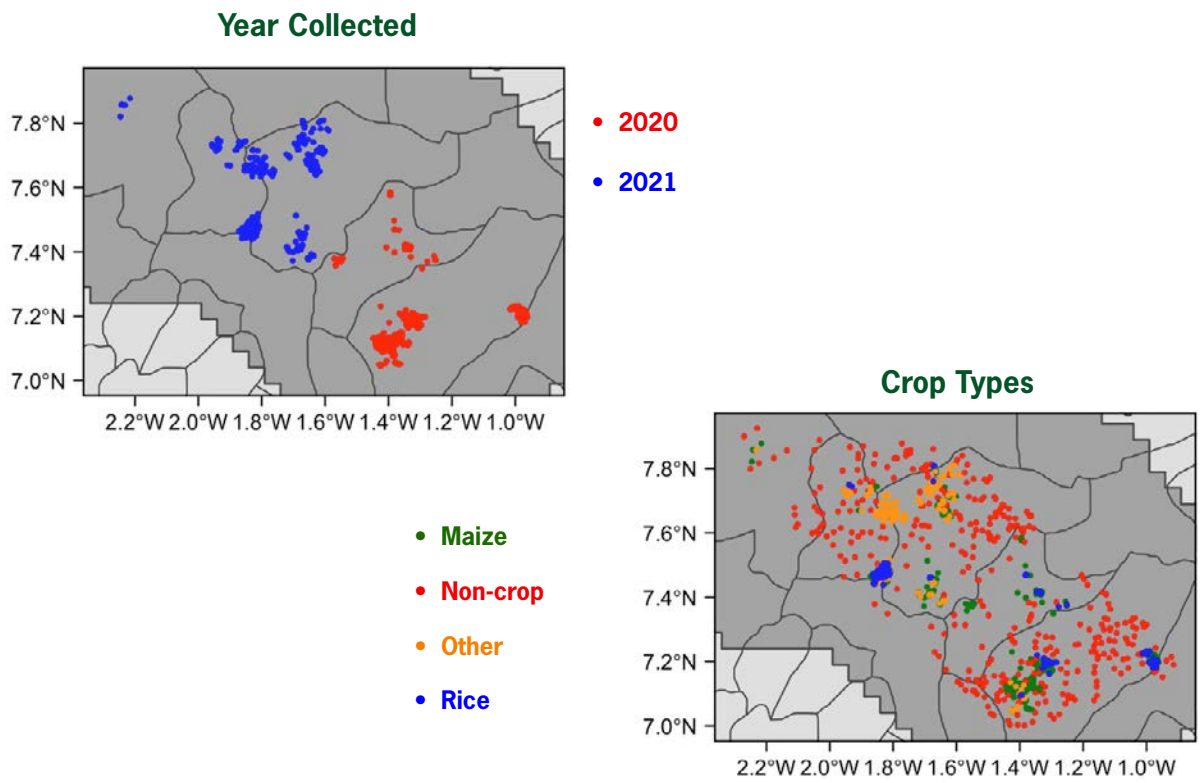 Year Collected
7.8°N
7.6°N
7.4°N
7.2°N
7.0°N
2.2°W 2.0°W 1.8°W 1.6°W 1.4°W 1.2°W 1.0°W
• 2020
• 2021
Crop Types
7.8°N
7.6°N
7.4°N
7.2°N
7.0°N
2.2°W 2.0°W 1.8°W 1.6°W 1.4°W 1.2°W 1.0°W
• Maize
• Non-crop
• Other
• Rice